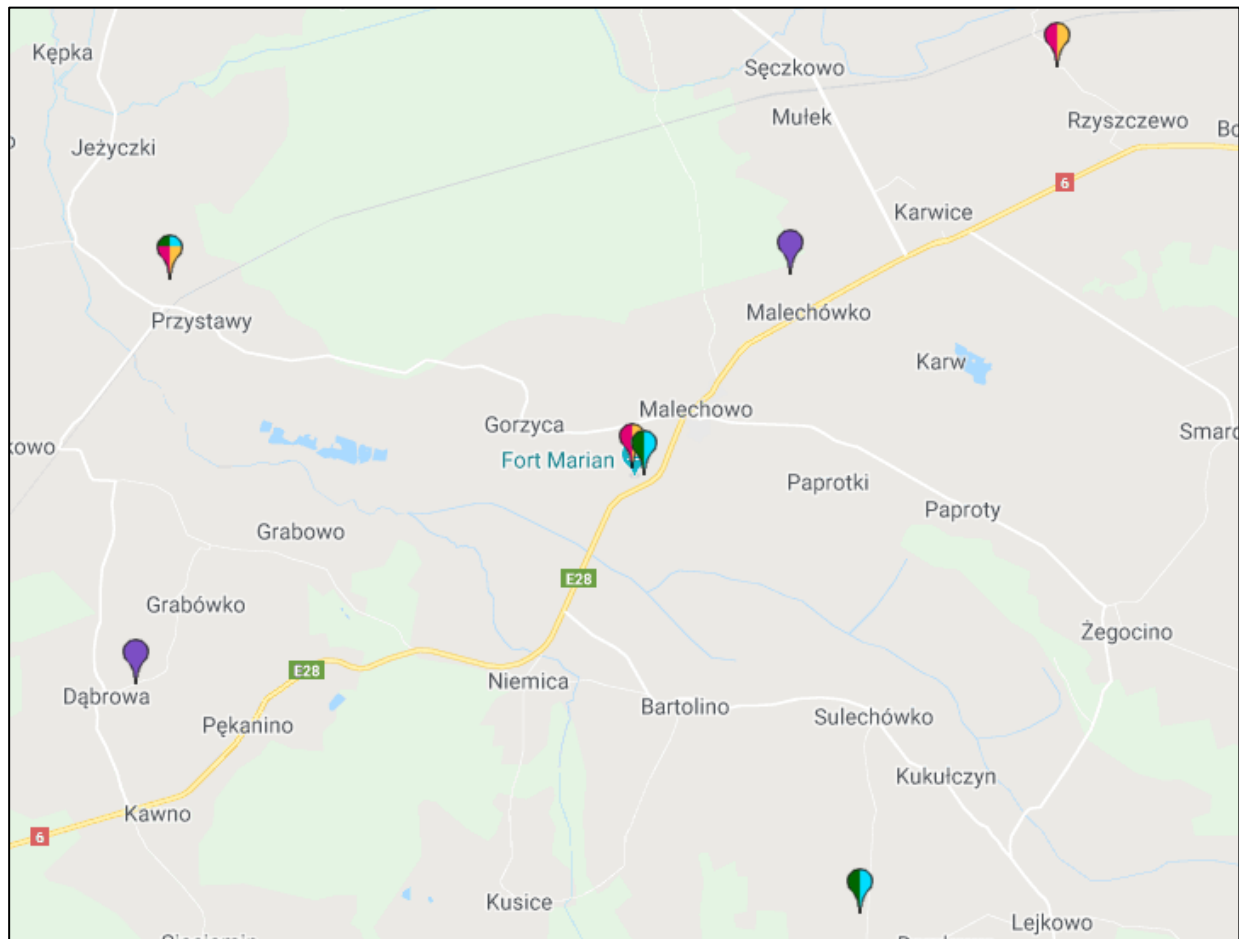 Kępka
Sęczkowo
Mułek
Rzyszczewo
Jeżyczki
6
Karwice
Przystawy
Malechówko
Karw
Gorzyca
Malechowo
Fort Marian
Paprotki
Paproty
Grabowo
E28
Grabówko
Żegocino
E28
Niemica
Dąbrowa
Pękanino
Bartolino
Sulechówko
Kukułczyn
Kawno
6
Kusice
Lejkowo